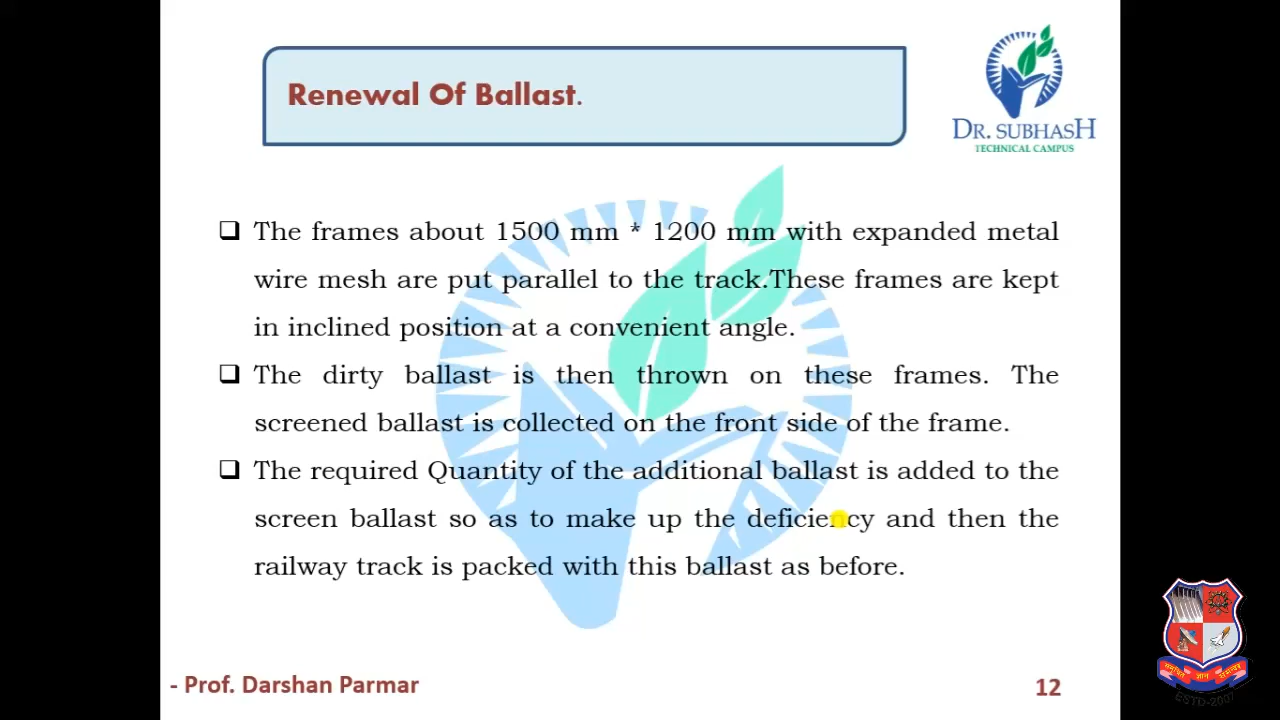 Renewal Of Ballast.
DR. SUBHASH
TECHNICAL CAMPUS
❑ The frames about 1500 mm * 1200 mm with expanded metal
wire mesh are put parallel to the track.These frames are kept
in inclined position at a convenient angle.
❑ The dirty ballast is then thrown on these frames. The
screened ballast is collected on the front side of the frame.
❑ The required Quantity of the additional ballast is added to the
screen ballast so as to make up the deficiency and then the
railway track is packed with this ballast as before.
- Prof. Darshan Parmar
12
ESTD-2007